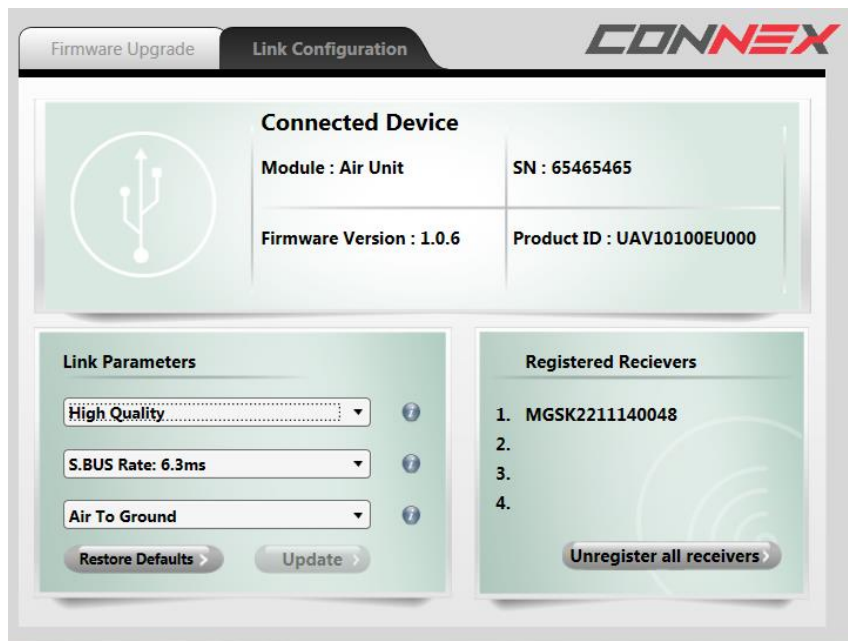 Firmware Upgrade
Link Configuration
CONNEX
Connected Device
Module : Air Unit
SN : 65465465
Firmware Version : 1.0.6
Product ID : UAV10100EU000
Link Parameters
High Quality
S.BUS Rate: 6.3ms
Air To Ground
Restore Defaults
Update
Registered Recievers
1. MGSK2211140048
2.
3.
4.
Unregister all receivers